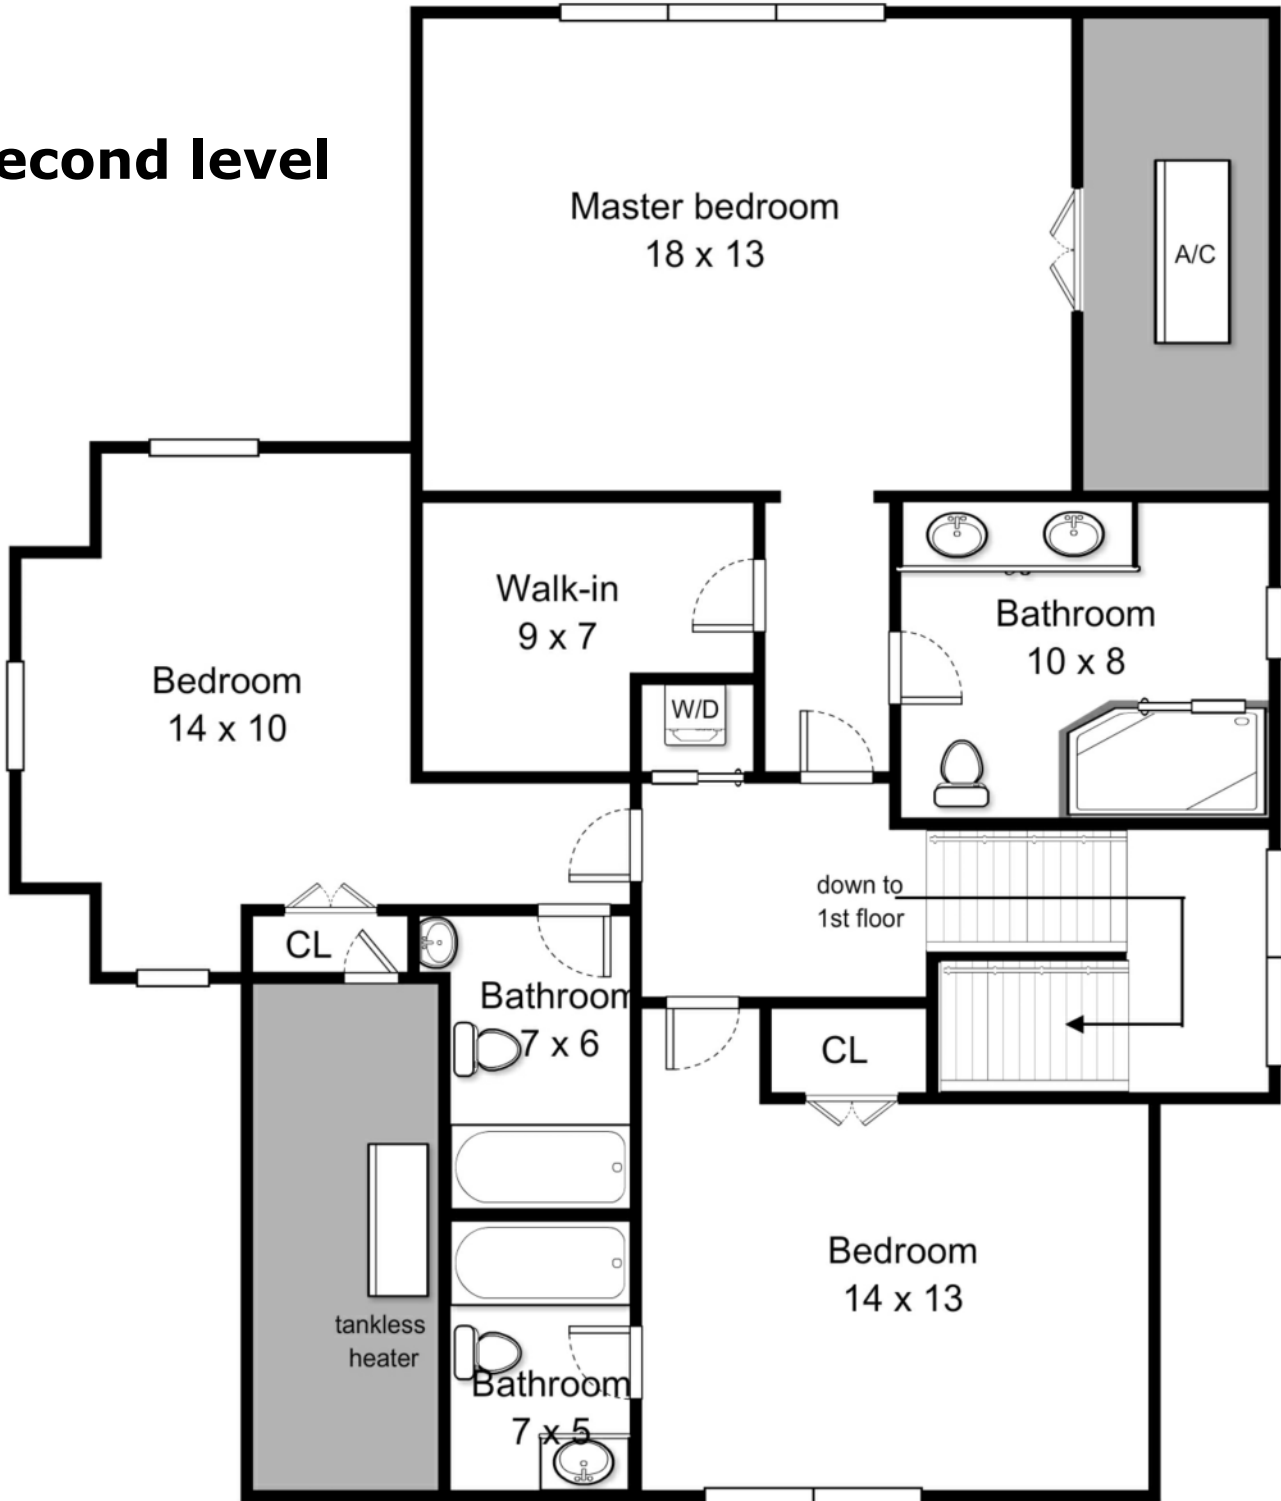 econd level
Master bedroom
18 x 13
A/C
Walk-in
9 x 7
Bathroom
10 x 8
Bedroom
14 x 10
W/D
down to
1st floor
CL
Bathroom
7 x 6
CL
Bedroom
14 x 13
tankless
heater
Bathroom
7 x 5